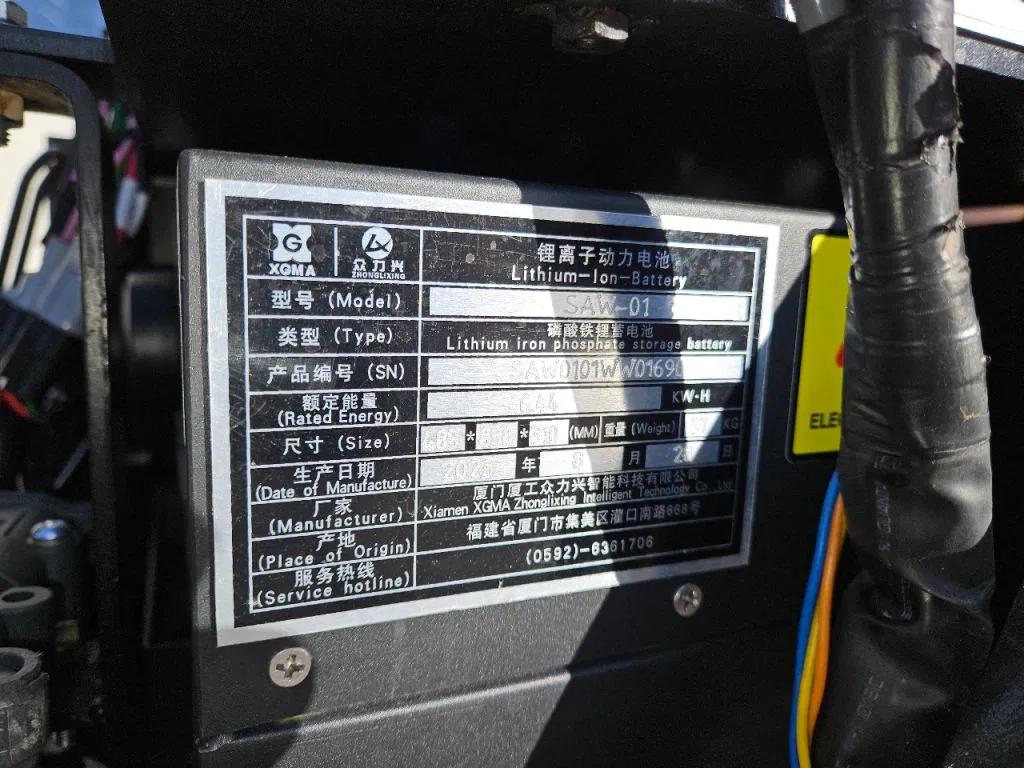 G
XGMA
众力兴
ZHONGLIXING
锂离子动力电池
Lithium-Ion-Battery
型号 (Model)
SAW-01
类型 (Type)
磷酸铁锂蓄电池
Lithium iron phosphate storage battery
产品编号 (SN)
额定能量
(Rated Energy)
6.44
KW·H
尺寸 (Size)
(MM)
重量 (Weight)
KG
生产日期
(Date of Manufacture)
年
月
日
厂家
(Manufacturer)
厦门厦工众力兴智能科技有限公司
Xiamen XGMA Zhonglixing Intelligent Technology Co., Ltd
产地
(Place of Origin)
福建省厦门市集美区灌口南路668号
服务热线
(Service hotline)
(0592)-6361706
ELEC